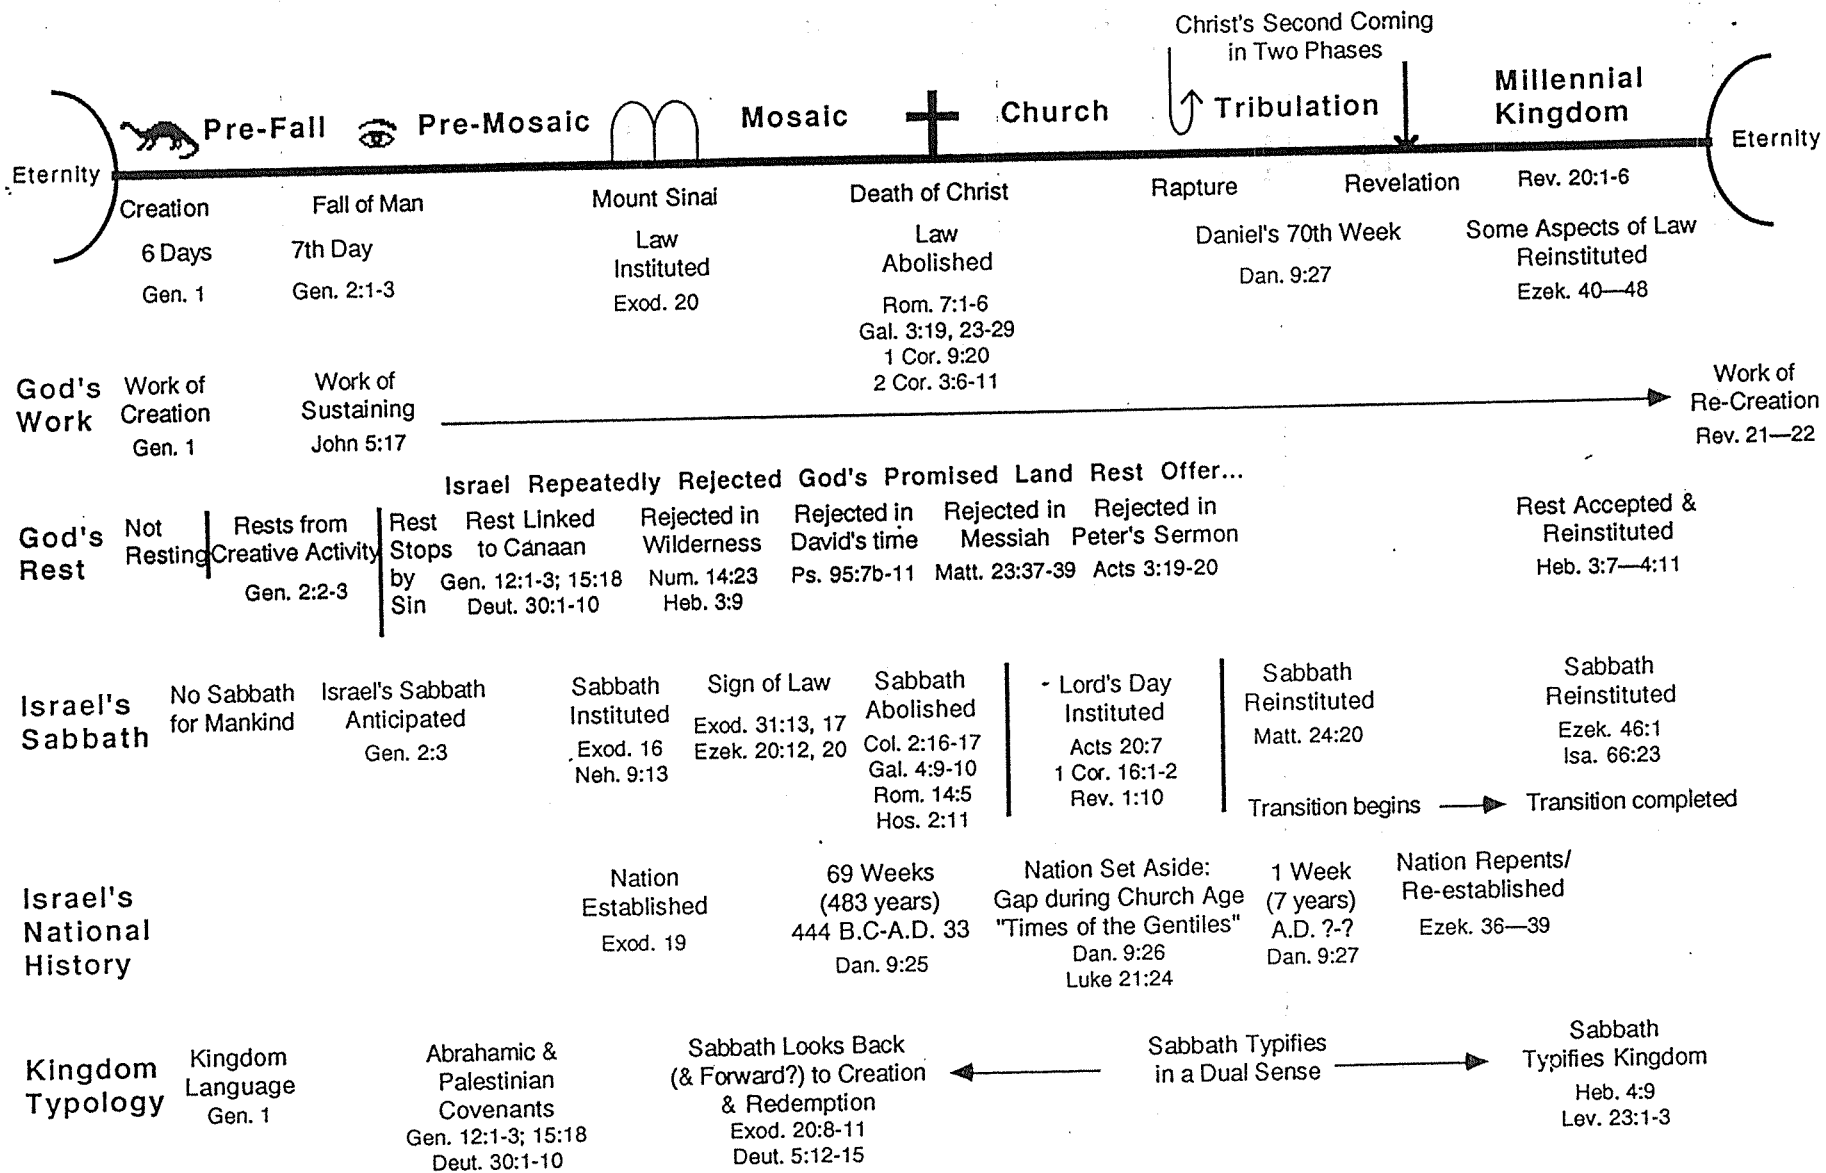 Christ's Second Coming
in Two Phases
Eternity
Pre-Fall
Pre-Mosaic
Mosaic
Church
Tribulation
Millennial
Kingdom
Eternity
Creation
Fall of Man
Mount Sinai
Death of Christ
Rapture
Revelation
Rev. 20:1-6
6 Days
Gen. 1
7th Day
Gen. 2:1-3
Law
Instituted
Exod. 20
Law
Abolished
Rom. 7:1-6
Gal. 3:19, 23-29
1 Cor. 9:20
2 Cor. 3:6-11
Daniel's 70th Week
Dan. 9:27
Some Aspects of Law
Reinstituted
Ezek. 40—48
God's
Work
Work of
Creation
Gen. 1
Work of
Sustaining
John 5:17
Work of
Re-Creation
Rev. 21—22
Israel Repeatedly Rejected God's Promised Land Rest Offer...
God's
Rest
Not
Resting
Rests from
Creative Activity
Gen. 2:2-3
Rest
Stops
by
Sin
Rest Linked
to Canaan
Gen. 12:1-3; 15:18
Deut. 30:1-10
Rejected in
Wilderness
Num. 14:23
Heb. 3:9
Rejected in
David's time
Ps. 95:7b-11
Rejected in
Messiah
Matt. 23:37-39
Rejected in
Peter's Sermon
Acts 3:19-20
Rest Accepted &
Reinstituted
Heb. 3:7—4:11
Israel's
Sabbath
No Sabbath
for Mankind
Israel's Sabbath
Anticipated
Gen. 2:3
Sabbath
Instituted
Exod. 16
Neh. 9:13
Sign of Law
Exod. 31:13, 17
Ezek. 20:12, 20
Sabbath
Abolished
Col. 2:16-17
Gal. 4:9-10
Rom. 14:5
Hos. 2:11
Lord's Day
Instituted
Acts 20:7
1 Cor. 16:1-2
Rev. 1:10
Sabbath
Reinstituted
Matt. 24:20
Sabbath
Reinstituted
Ezek. 46:1
Isa. 66:23
Transition begins
Transition completed
Israel's
National
History
Nation
Established
Exod. 19
69 Weeks
(483 years)
444 B.C-A.D. 33
Dan. 9:25
Nation Set Aside:
Gap during Church Age
"Times of the Gentiles"
Dan. 9:26
Luke 21:24
1 Week
(7 years)
A.D. ?-?
Dan. 9:27
Nation Repents/
Re-established
Ezek. 36—39
Kingdom
Typology
Kingdom
Language
Gen. 1
Abrahamic &
Palestinian
Covenants
Gen. 12:1-3; 15:18
Deut. 30:1-10
Sabbath Looks Back
(& Forward?) to Creation
& Redemption
Exod. 20:8-11
Deut. 5:12-15
Sabbath Typifies
in a Dual Sense
Sabbath
Typifies Kingdom
Heb. 4:9
Lev. 23:1-3